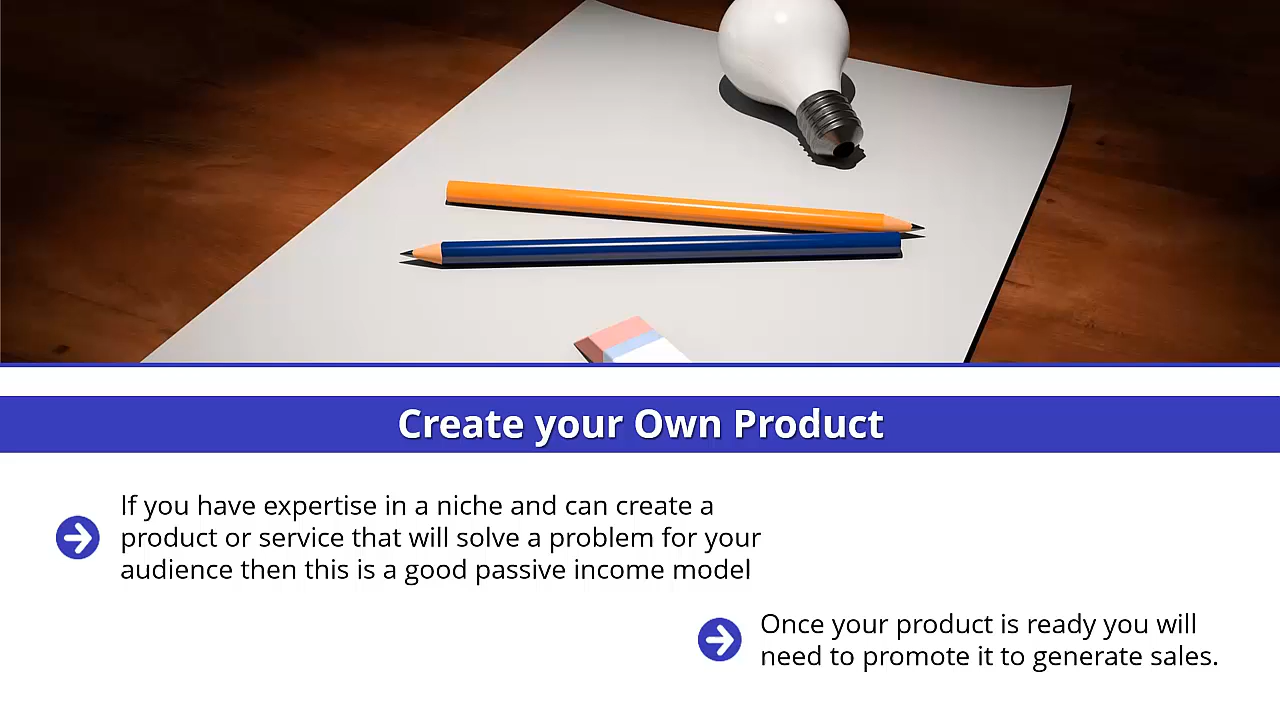 Create your Own Product
If you have expertise in a niche and can create a
product or service that will solve a problem for your
audience then this is a good passive income model
Once your product is ready you will
need to promote it to generate sales.